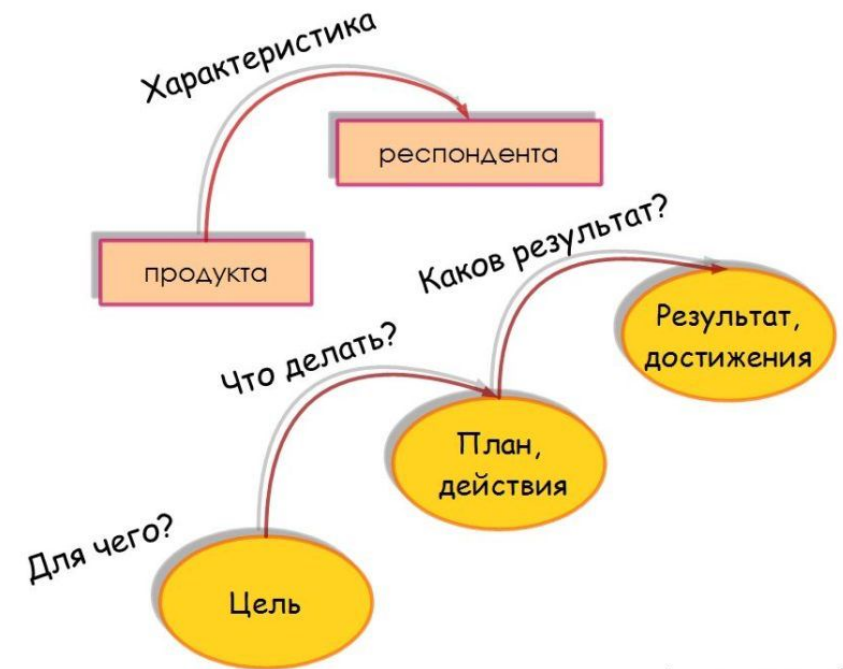 Характеристика
респондента
продукта
Каков результат?
Результат,
достижения
Что делать?
План,
действия
Для чего?
Цель